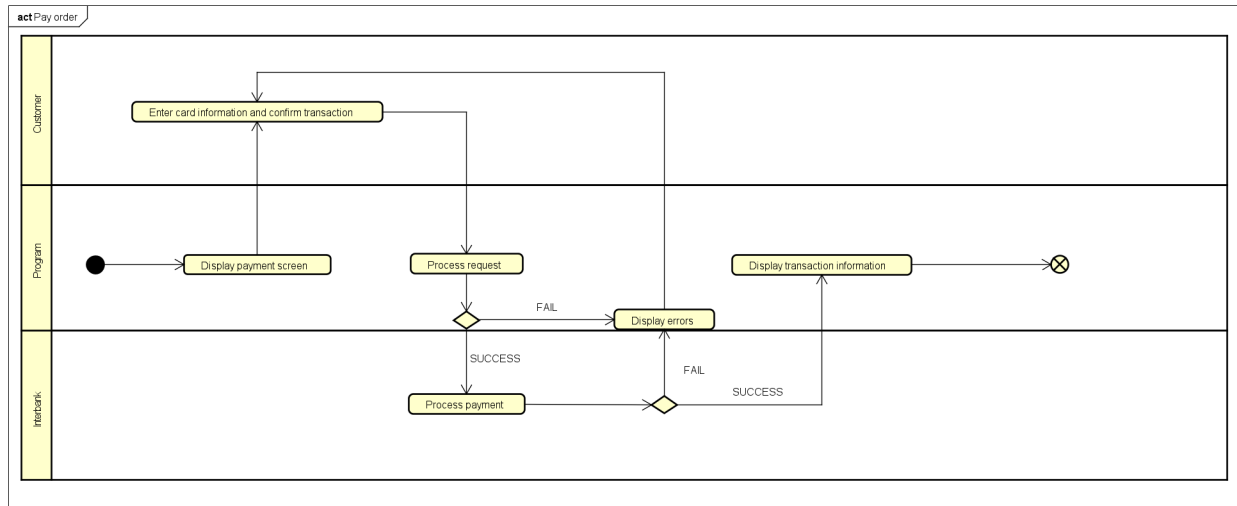 act Pay order
Customer
Enter card information and confirm transaction
Program
Display payment screen
Process request
Display transaction information
FAIL
Display errors
Interbank
SUCCESS
FAIL
SUCCESS
Process payment